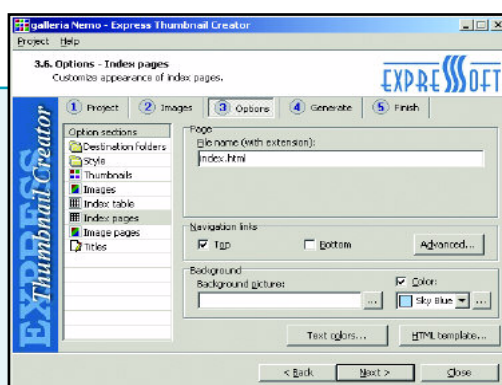 galleria Nemo - Express Thumbnail Creator
Project Help
3.6. Options - Index pages
Customize appearance of index pages.
EXPRESSSOFT
1 Project 2 Images 3 Options 4 Generate 5 Finish
EXPRESS
Thumbnail Creator
Option sections
Destination folders
Style
Thumbnails
Images
Index table
Index pages
Image pages
Titles
Page
File name (with extension):
index.html
Navigation links
Top Bottom Advanced...
Background
Background picture: Color:
... Sky Blue ...
Text colors... HTML template...
< Back Next > Close